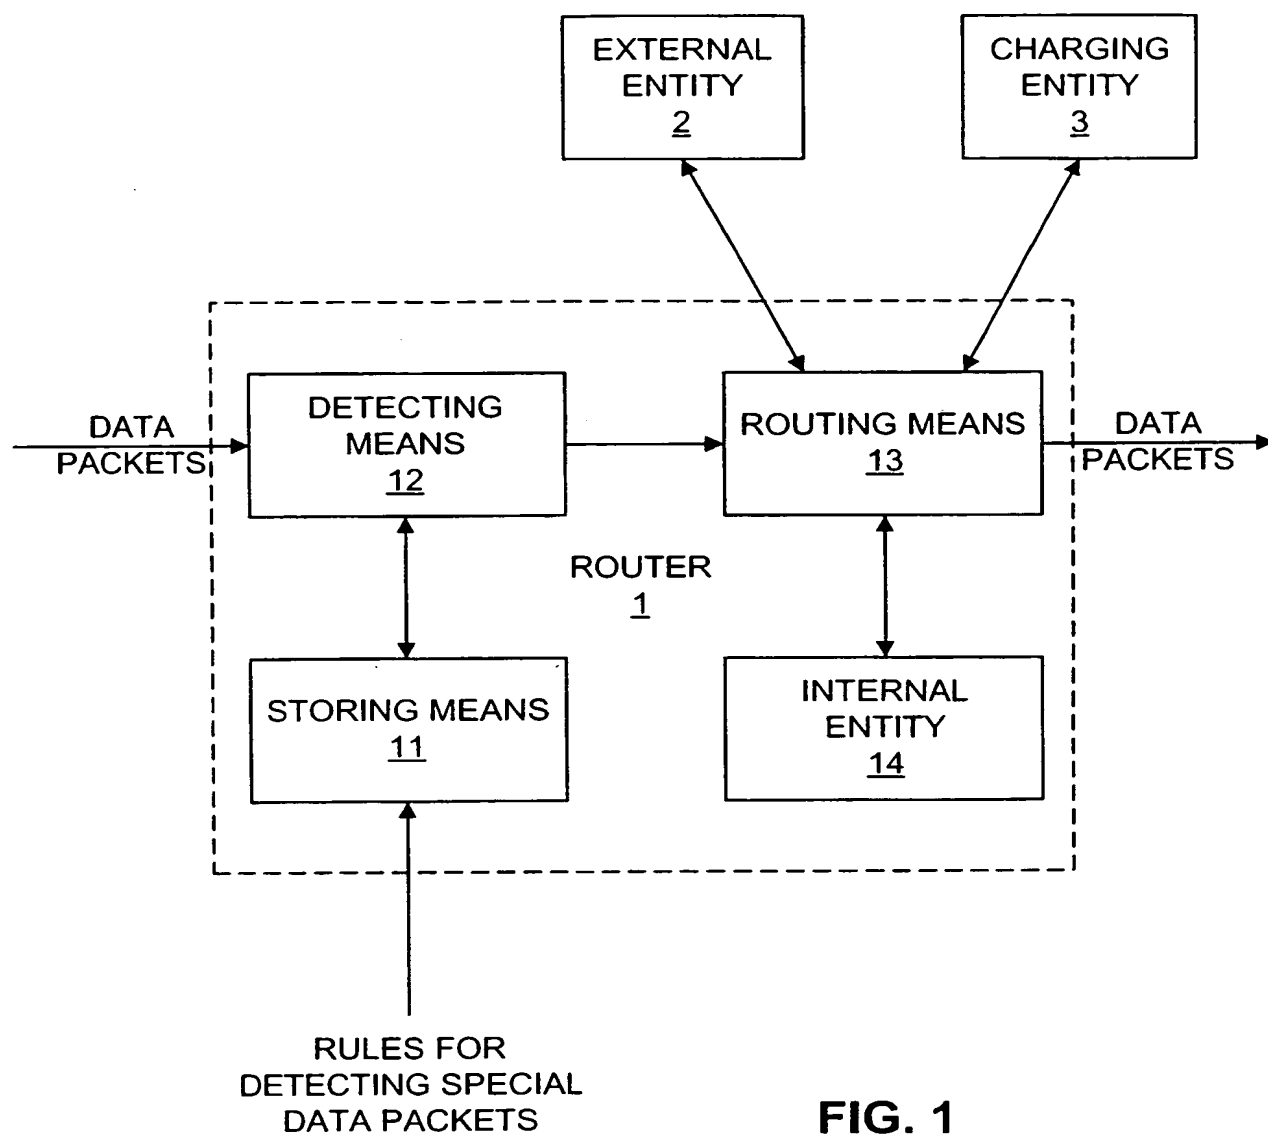 EXTERNAL
ENTITY
2
CHARGING
ENTITY
3
DATA
PACKETS
DETECTING
MEANS
12
ROUTING MEANS
13
DATA
PACKETS
ROUTER
1
STORING MEANS
11
INTERNAL
ENTITY
14
RULES FOR
DETECTING SPECIAL
DATA PACKETS
FIG. 1